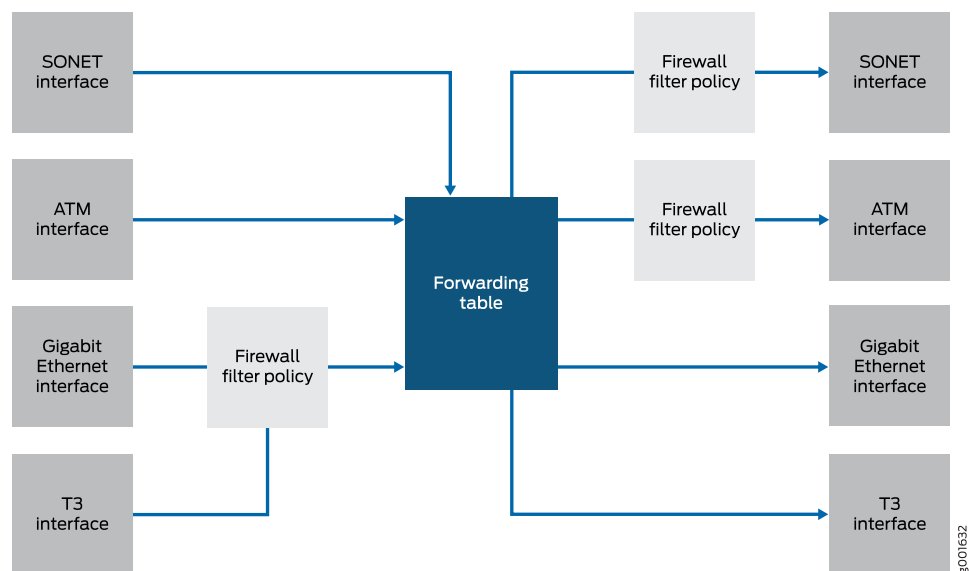 SONET
interface
Firewall
filter policy
SONET
interface
ATM
interface
Firewall
filter policy
ATM
interface
Forwarding
table
Gigabit
Ethernet
interface
Firewall
filter policy
Gigabit
Ethernet
interface
T3
interface
T3
interface
g001632